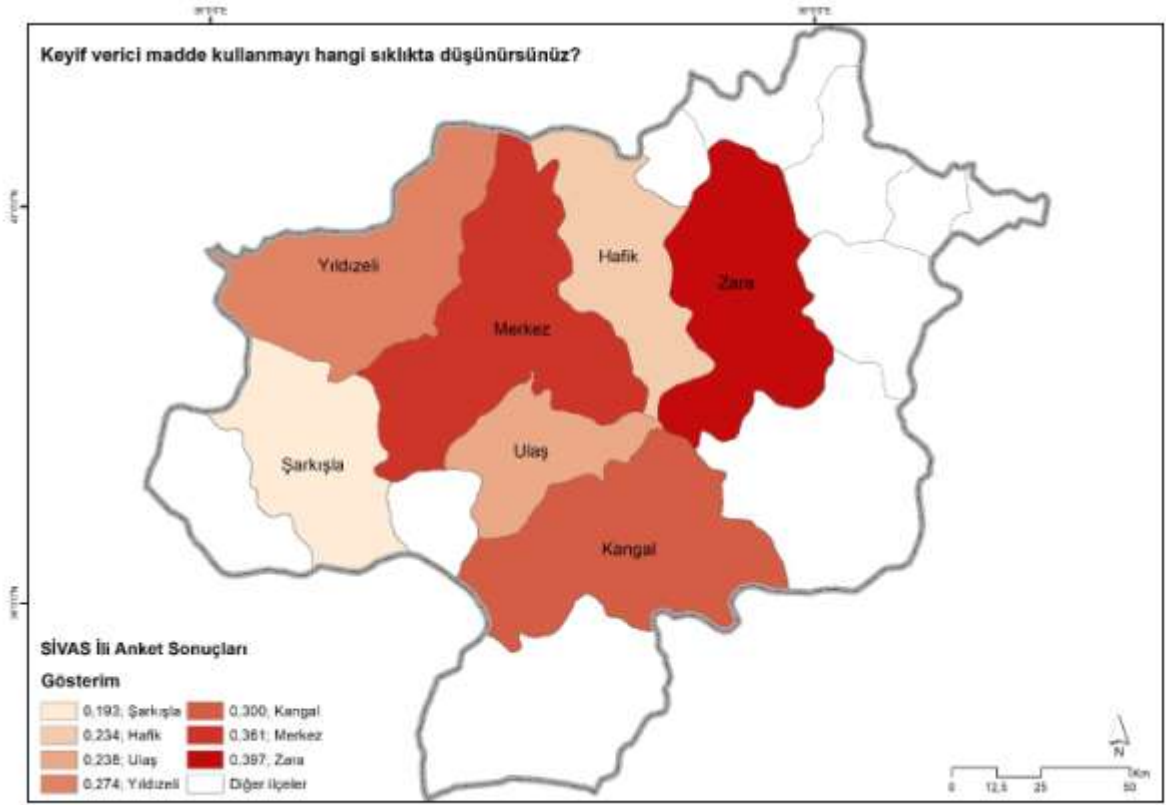 Keyif verici madde kullanmayı hangi sıklıkta düşünürsünüz?
Yıldızeli
Hafik
Zara
Merkez
Şarkışla
Ulaş
Kangal
SİVAS İli Anket Sonuçları
Gösterim
0,193; Şarkışla
0,234; Hafik
0,238; Ulaş
0,274; Yıldızeli
0,300; Kangal
0,361; Merkez
0,397; Zara
Diğer ilçeler
N
Km
0 12,5 25 50